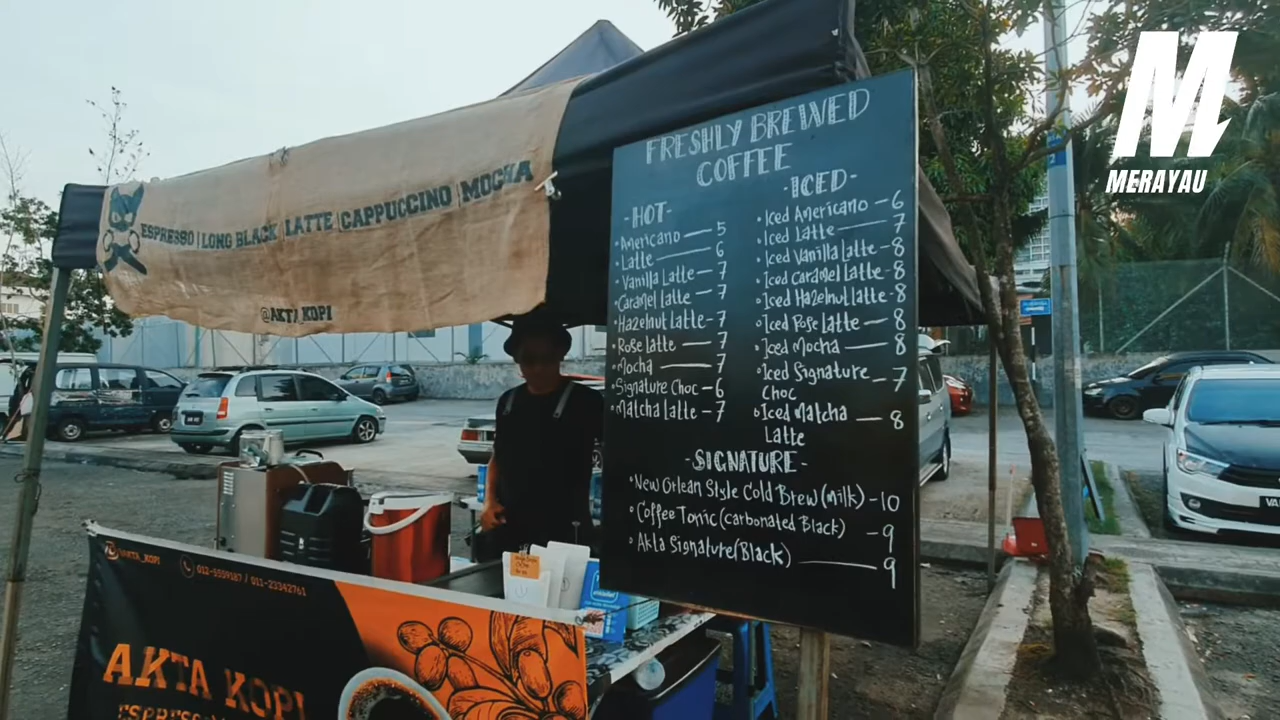 M
MERAYAU
ESPRESSO | LONG BLACK | LATTE | CAPPUCCINO | MOCHA
@AKTA_KOPI
FRESHLY BREWED
COFFEE
-HOT-
• Americano — 5
• Latte — 6
• Vanilla Latte — 7
• Caramel Latte — 7
• Hazelnut Latte - 7
• Rose latte — 7
• Mocha — 7
• Signature Choc - 6
• Matcha latte - 7
-ICED-
• Iced Americano — 6
• Iced Latte — 7
• Iced Vanilla Latte - 8
• Iced Caramel Latte - 8
• Iced Hazelnut Latte - 8
• Iced Rose Latte — 8
• Iced Mocha — 8
• Iced Signature — 7
Choc
• Iced Matcha — 8
Latte
-SIGNATURE-
• New Orlean Style Cold Brew (Milk) - 10
• Coffee Tonic (carbonated Black) - 9
• Akta Signature (Black) — 9
AKTA_KOPI
012-5559187 / 011-23342761
AKTA KOPI